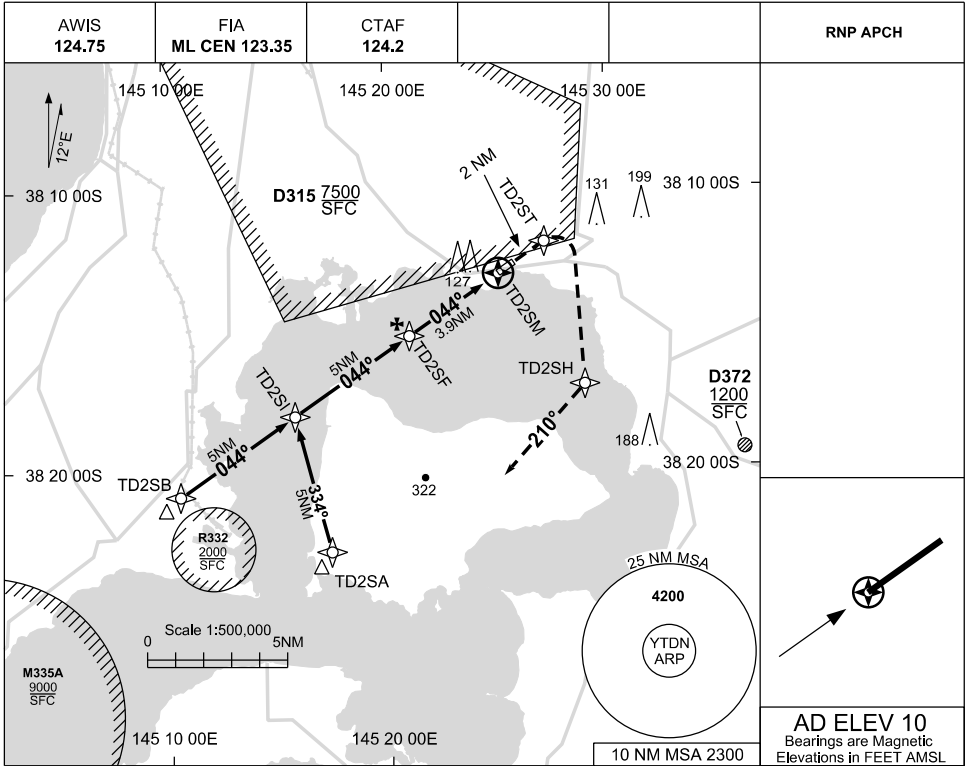 AWIS
124.75
FIA
ML CEN 123.35
CTAF
124.2
RNP APCH
145 10 00E
145 20 00E
145 30 00E
12°E
2 NM
TD2ST
131
199
38 10 00S
38 10 00S
D315 7500
SFC
127
TD2SM
044°
3.9NM
TD2SF
5NM
044°
TD2SI
TD2SH
D372
1200
SFC
210°
188
5NM
044°
38 20 00S
38 20 00S
TD2SB
334°
5NM
322
R332
2000
SFC
TD2SA
25 NM MSA
4200
YTDN
ARP
Scale 1:500,000
0
5NM
M335A
9000
SFC
145 10 00E
145 20 00E
10 NM MSA 2300
AD ELEV 10
Bearings are Magnetic
Elevations in FEET AMSL